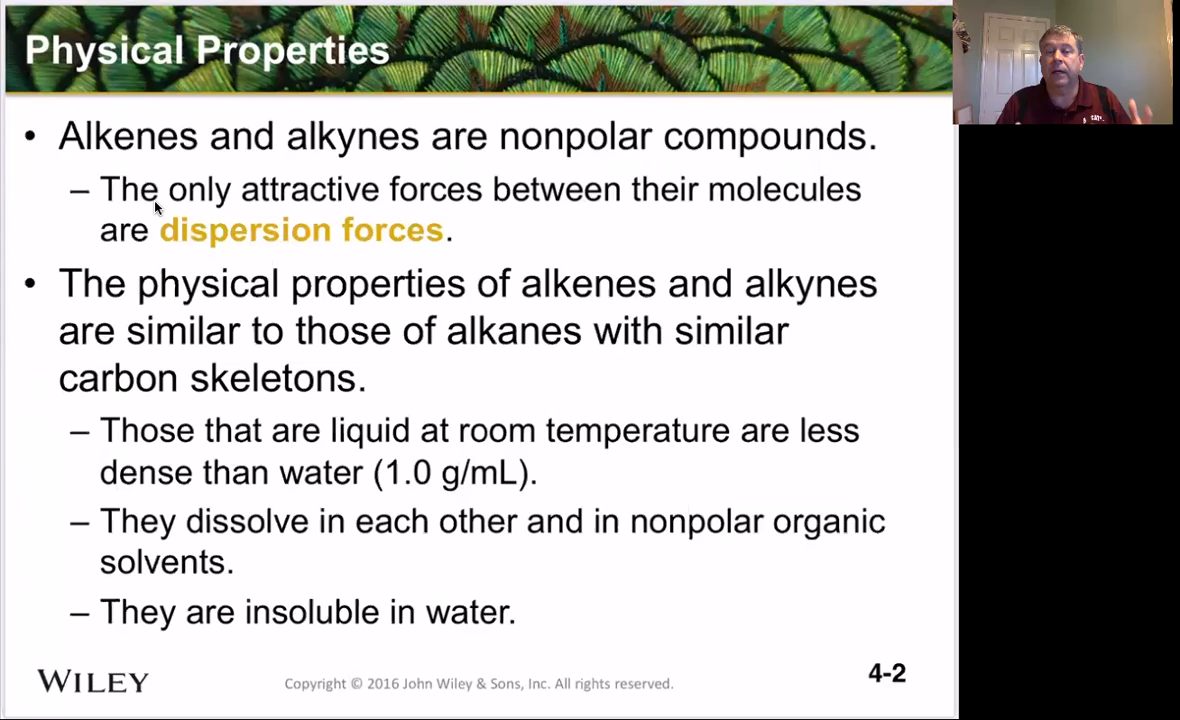 Physical Properties
• Alkenes and alkynes are nonpolar compounds.
– The only attractive forces between their molecules
are dispersion forces.
• The physical properties of alkenes and alkynes
are similar to those of alkanes with similar
carbon skeletons.
– Those that are liquid at room temperature are less
dense than water (1.0 g/mL).
– They dissolve in each other and in nonpolar organic
solvents.
– They are insoluble in water.
WILEY
Copyright © 2016 John Wiley & Sons, Inc. All rights reserved.
4-2